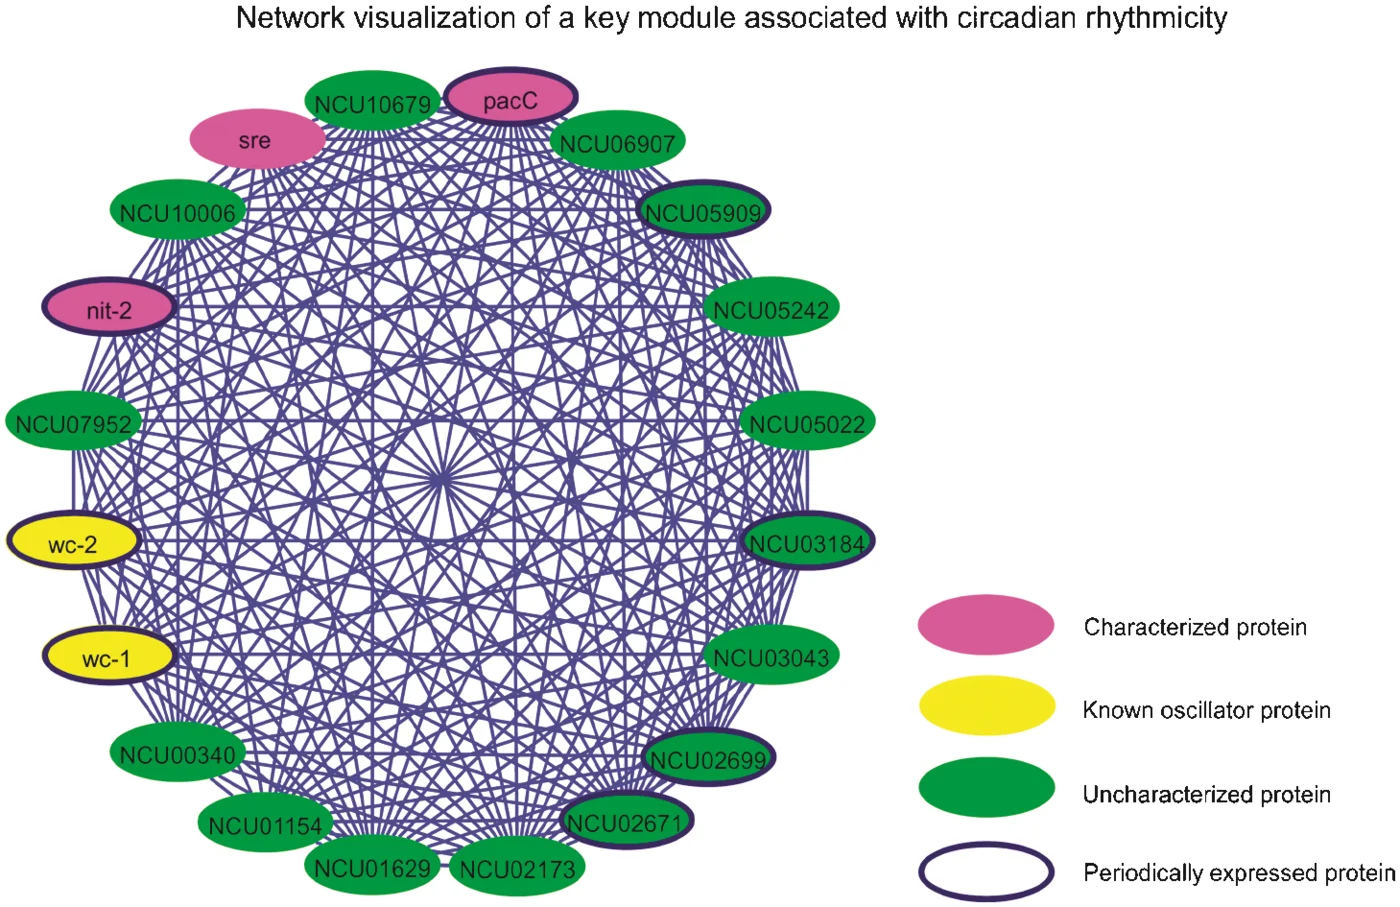 Network visualization of a key module associated with circadian rhythmicity
NCU10679
pacC
sre
NCU06907
NCU10006
NCU05909
nit-2
NCU05242
NCU07952
NCU05022
wc-2
NCU03184
wc-1
NCU03043
NCU00340
NCU02699
NCU01154
NCU02671
NCU01629
NCU02173
Characterized protein
Known oscillator protein
Uncharacterized protein
Periodically expressed protein